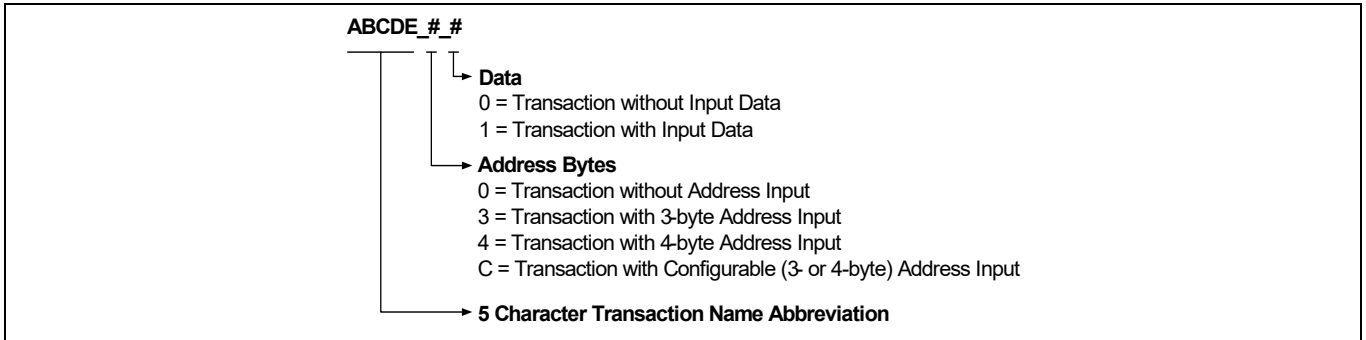 ABCDE_#_#
Data
0 = Transaction without Input Data
1 = Transaction with Input Data
Address Bytes
0 = Transaction without Address Input
3 = Transaction with 3-byte Address Input
4 = Transaction with 4-byte Address Input
C = Transaction with Configurable (3- or 4-byte) Address Input
5 Character Transaction Name Abbreviation